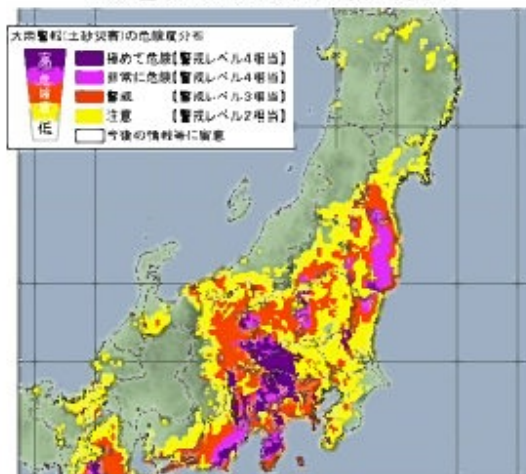 大雨警報(土砂災害)の危険度分布
高
危
険
度
低
極めて危険【警戒レベル4相当】
非常に危険【警戒レベル4相当】
警戒【警戒レベル3相当】
注意【警戒レベル2相当】
今後の情報等に留意